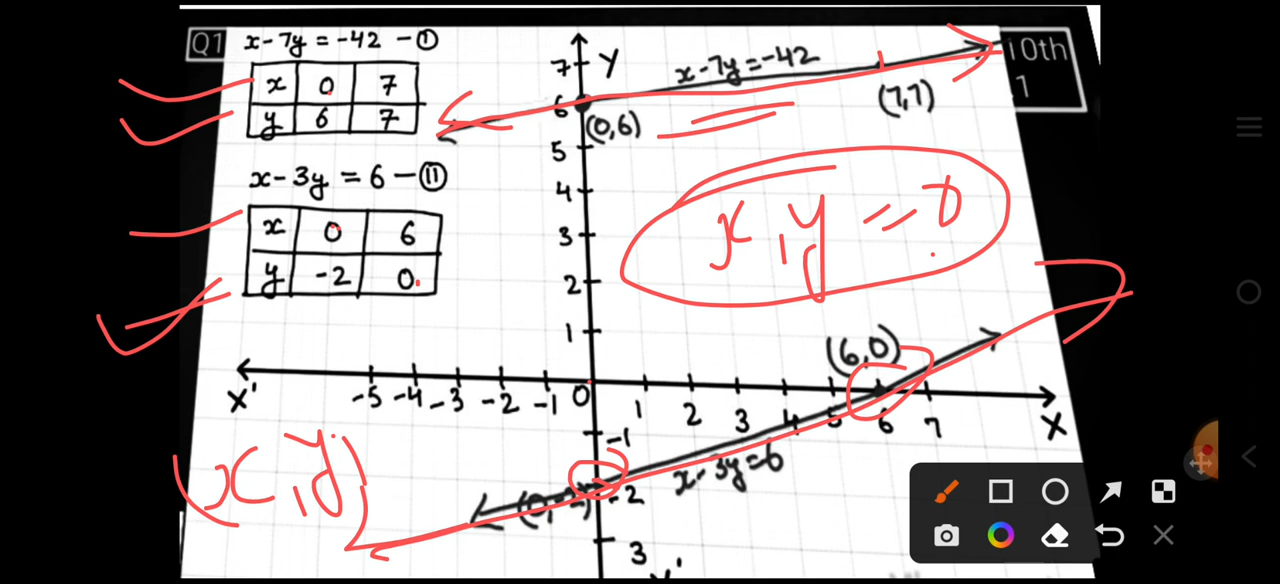 Q1
x-7y = -42 -①
x 0 7
y 6 7
x-3y = 6 -⑪
x 0 6
y -2 0
i0th
1
Y
7
6
5
4
3
2
1
x-7y=-42
(7,7)
(0,6)
x,y=0
(6,0)
X' -5 -4 -3 -2 -1 0 1 2 3 4 5 6 7 X
-1
-2
3
x-3y=6
(x,y)